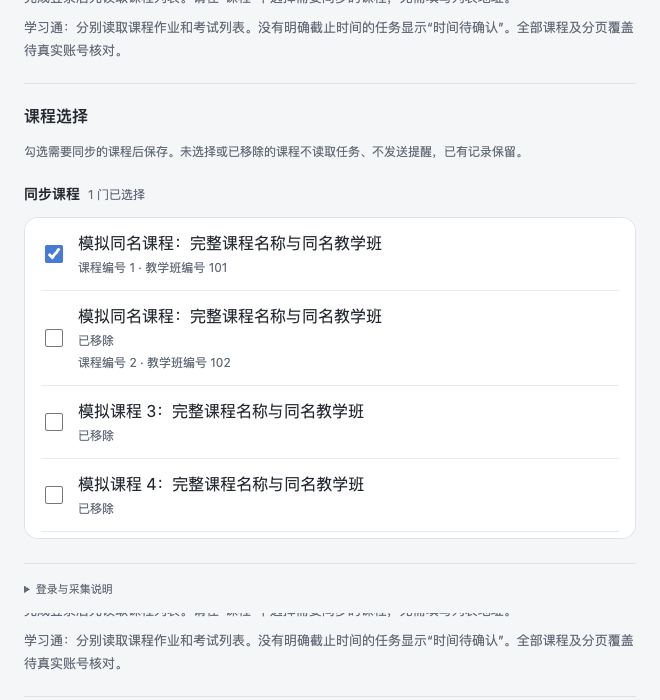 学习通：分别读取课程作业和考试列表。没有明确截止时间的任务显示“时间待确认”。全部课程及分页覆盖
待真实账号核对。
课程选择
勾选需要同步的课程后保存。未选择或已移除的课程不读取任务、不发送提醒，已有记录保留。
同步课程 1 门已选择
模拟同名课程：完整课程名称与同名教学班
课程编号 1 · 教学班编号 101
模拟同名课程：完整课程名称与同名教学班
已移除
课程编号 2 · 教学班编号 102
模拟课程 3：完整课程名称与同名教学班
已移除
模拟课程 4：完整课程名称与同名教学班
已移除
登录与采集说明
学习通：分别读取课程作业和考试列表。没有明确截止时间的任务显示“时间待确认”。全部课程及分页覆盖
待真实账号核对。